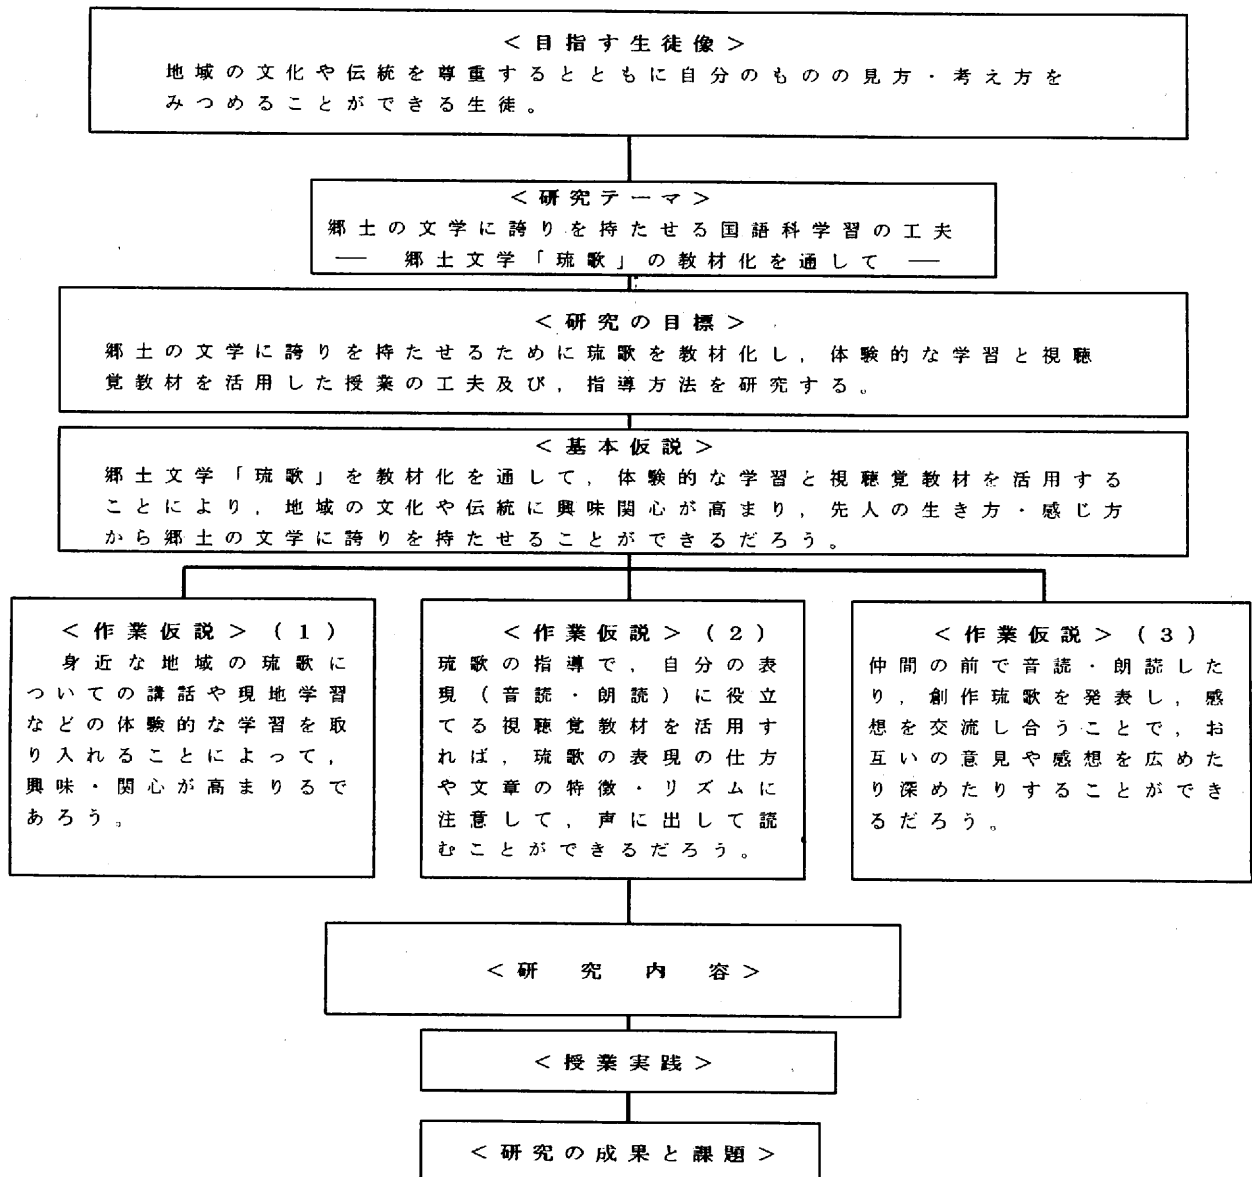 ＜目指す生徒像＞
地域の文化や伝統を尊重するとともに自分のものの見方・考え方を
みつめることができる生徒。
＜研究テーマ＞
郷土の文学に誇りを持たせる国語科学習の工夫
― 郷土文学「琉歌」の教材化を通して ―
＜研究の目標＞
郷土の文学に誇りを持たせるために琉歌を教材化し，体験的な学習と視聴
覚教材を活用した授業の工夫及び，指導方法を研究する。
＜基本仮説＞
郷土文学「琉歌」を教材化を通して，体験的な学習と視聴覚教材を活用する
ことにより，地域の文化や伝統に興味関心が高まり，先人の生き方・感じ方
から郷土の文学に誇りを持たせることができるだろう。
＜作業仮説＞（１）
身近な地域の琉歌に
ついての講話や現地学習
などの体験的な学習を取
り入れることによって，
興味・関心が高まりるで
あろう。
＜作業仮説＞（２）
琉歌の指導で，自分の表
現（音読・朗読）に役立
てる視聴覚教材を活用す
れば，琉歌の表現の仕方
や文章の特徴・リズムに
注意して，声に出して読
むことができるだろう。
＜作業仮説＞（３）
仲間の前で音読・朗読した
り，創作琉歌を発表し，感
想を交流し合うことで，お
互いの意見や感想を広めた
り深めたりすることができ
るだろう。
＜研　究　内　容＞
＜授業実践＞
＜研究の成果と課題＞